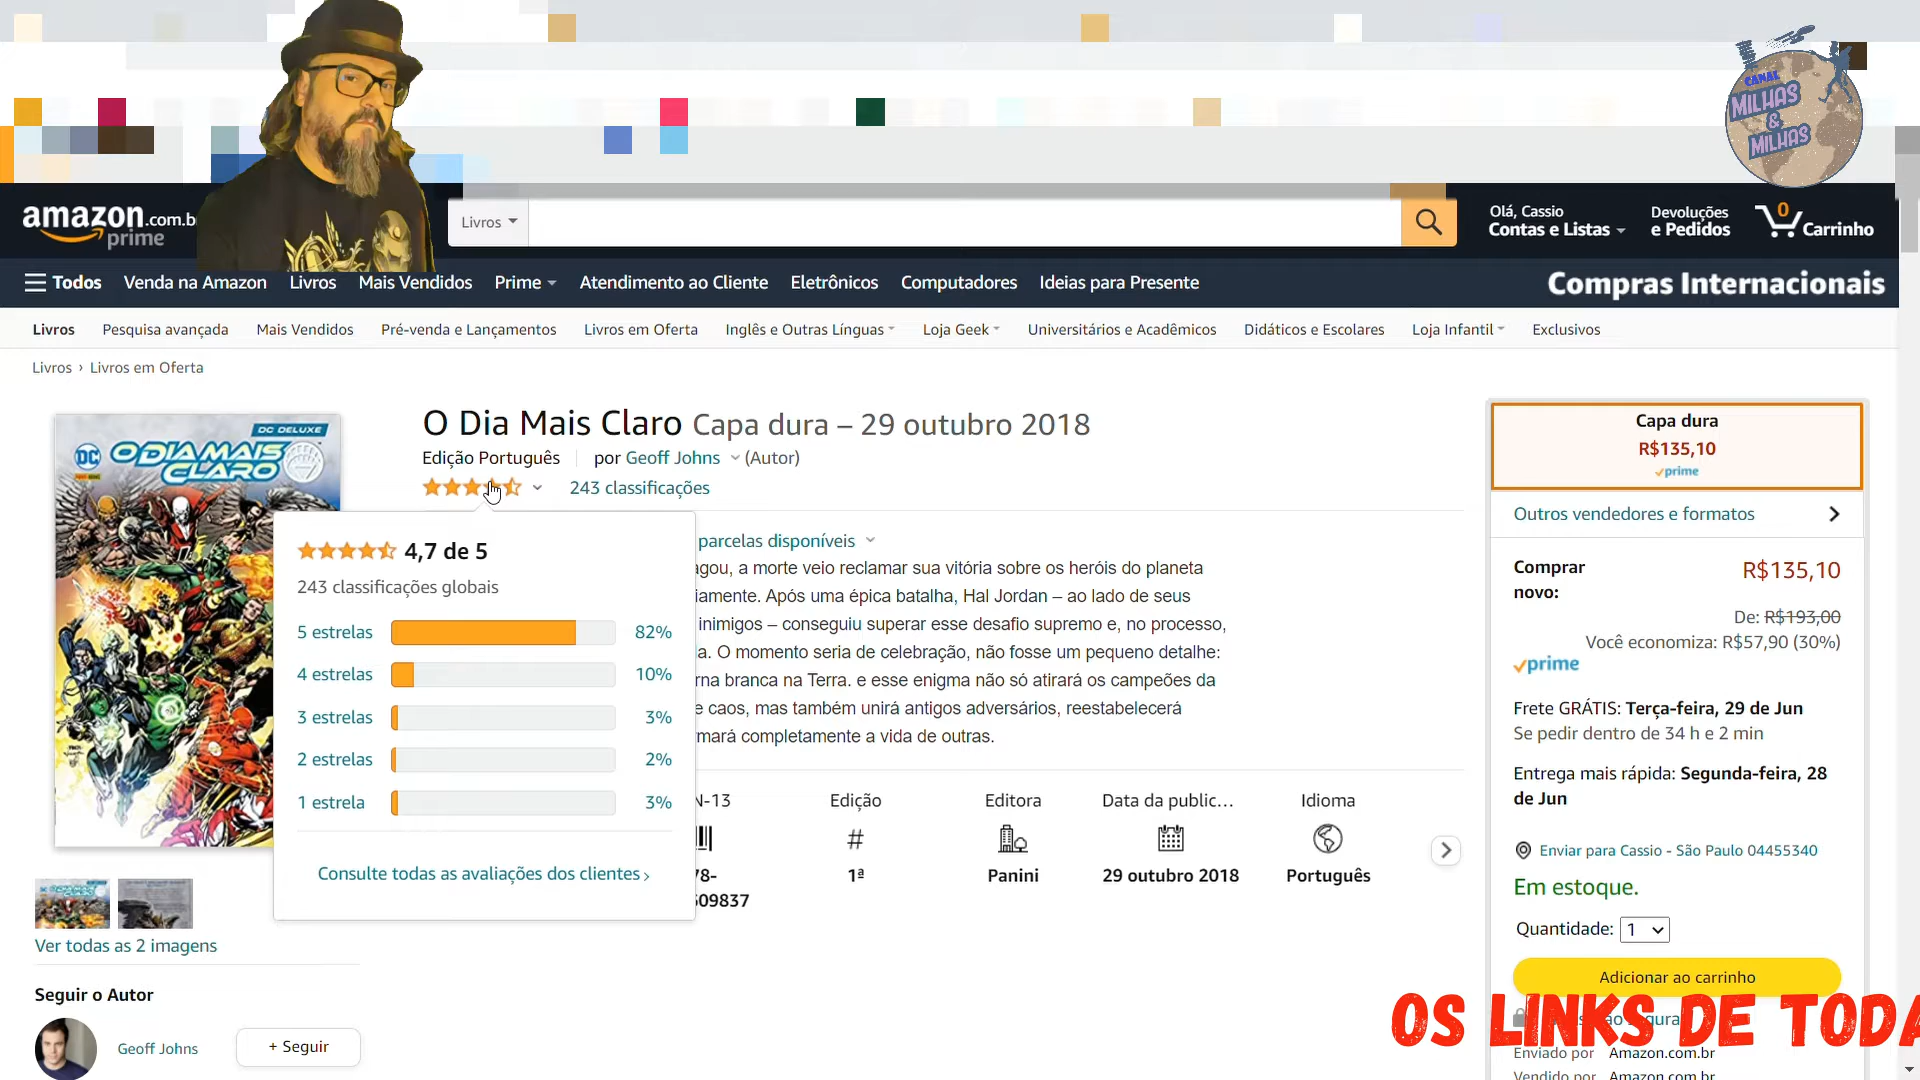 CANAL
MILHAS
&
MILHAS
amazon.com.b
prime
Livros
Olá, Cassio
Contas e Listas
Devoluções
e Pedidos
0
Carrinho
Todos
Venda na Amazon
Livros
Mais Vendidos
Prime
Atendimento ao Cliente
Eletrônicos
Computadores
Ideias para Presente
Compras Internacionais
Livros
Pesquisa avançada
Mais Vendidos
Pré-venda e Lançamentos
Livros em Oferta
Inglês e Outras Línguas
Loja Geek
Universitários e Acadêmicos
Didáticos e Escolares
Loja Infantil
Exclusivos
Livros › Livros em Oferta
DC DELUXE
DC
O DIA MAIS
CLARO
O Dia Mais Claro Capa dura – 29 outubro 2018
Edição Português
por Geoff Johns (Autor)
243 classificações
4,7 de 5
243 classificações globais
5 estrelas 82%
4 estrelas 10%
3 estrelas 3%
2 estrelas 2%
1 estrela 3%
Consulte todas as avaliações dos clientes ›
parcelas disponíveis
agou, a morte veio reclamar sua vitória sobre os heróis do planeta
iamente. Após uma épica batalha, Hal Jordan – ao lado de seus
inimigos – conseguiu superar esse desafio supremo e, no processo,
a. O momento seria de celebração, não fosse um pequeno detalhe:
rna branca na Terra. e esse enigma não só atirará os campeões da
e caos, mas também unirá antigos adversários, reestabelecerá
rmará completamente a vida de outras.
N-13
78-
609837
Edição
#
1ª
Editora
Panini
Data da public...
29 outubro 2018
Idioma
Português
Ver todas as 2 imagens
Seguir o Autor
Geoff Johns
+ Seguir
Capa dura
R$135,10
prime
Outros vendedores e formatos
Comprar
novo:
R$135,10
De: R$193,00
Você economiza: R$57,90 (30%)
prime
Frete GRÁTIS: Terça-feira, 29 de Jun
Se pedir dentro de 34 h e 2 min
Entrega mais rápida: Segunda-feira, 28
de Jun
Enviar para Cassio - São Paulo 04455340
Em estoque.
Quantidade: 1
Adicionar ao carrinho
OS LINKS DE TODA
Enviado por Amazon.com.br
Vendido por Amazon.com.br